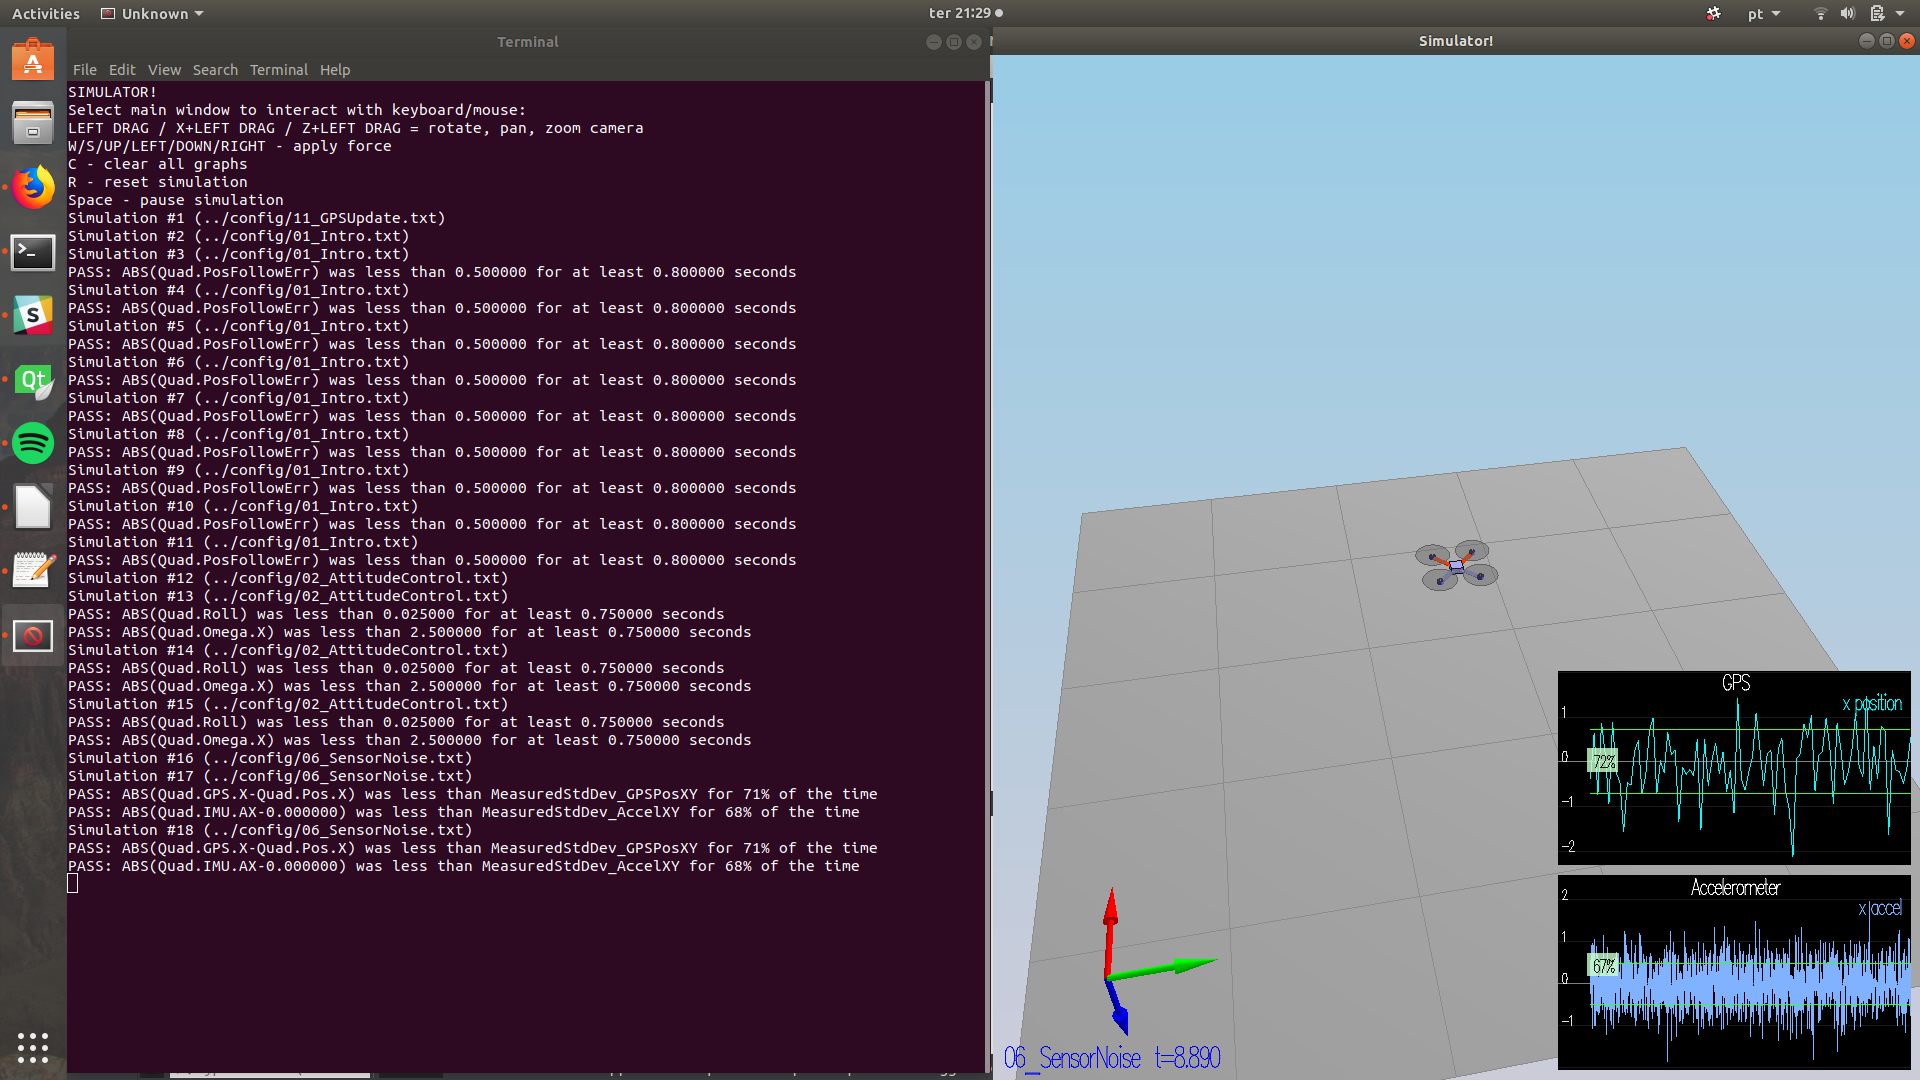 Activities
Unknown
ter 21:29
pt
Terminal
File Edit View Search Terminal Help
SIMULATOR!
Select main window to interact with keyboard/mouse:
LEFT DRAG / X+LEFT DRAG / Z+LEFT DRAG = rotate, pan, zoom camera
W/S/UP/LEFT/DOWN/RIGHT - apply force
C - clear all graphs
R - reset simulation
Space - pause simulation
Simulation #1 (../config/11_GPSUpdate.txt)
Simulation #2 (../config/01_Intro.txt)
Simulation #3 (../config/01_Intro.txt)
PASS: ABS(Quad.PosFollowErr) was less than 0.500000 for at least 0.800000 seconds
Simulation #4 (../config/01_Intro.txt)
PASS: ABS(Quad.PosFollowErr) was less than 0.500000 for at least 0.800000 seconds
Simulation #5 (../config/01_Intro.txt)
PASS: ABS(Quad.PosFollowErr) was less than 0.500000 for at least 0.800000 seconds
Simulation #6 (../config/01_Intro.txt)
PASS: ABS(Quad.PosFollowErr) was less than 0.500000 for at least 0.800000 seconds
Simulation #7 (../config/01_Intro.txt)
PASS: ABS(Quad.PosFollowErr) was less than 0.500000 for at least 0.800000 seconds
Simulation #8 (../config/01_Intro.txt)
PASS: ABS(Quad.PosFollowErr) was less than 0.500000 for at least 0.800000 seconds
Simulation #9 (../config/01_Intro.txt)
PASS: ABS(Quad.PosFollowErr) was less than 0.500000 for at least 0.800000 seconds
Simulation #10 (../config/01_Intro.txt)
PASS: ABS(Quad.PosFollowErr) was less than 0.500000 for at least 0.800000 seconds
Simulation #11 (../config/01_Intro.txt)
PASS: ABS(Quad.PosFollowErr) was less than 0.500000 for at least 0.800000 seconds
Simulation #12 (../config/02_AttitudeControl.txt)
Simulation #13 (../config/02_AttitudeControl.txt)
PASS: ABS(Quad.Roll) was less than 0.025000 for at least 0.750000 seconds
PASS: ABS(Quad.Omega.X) was less than 2.500000 for at least 0.750000 seconds
Simulation #14 (../config/02_AttitudeControl.txt)
PASS: ABS(Quad.Roll) was less than 0.025000 for at least 0.750000 seconds
PASS: ABS(Quad.Omega.X) was less than 2.500000 for at least 0.750000 seconds
Simulation #15 (../config/02_AttitudeControl.txt)
PASS: ABS(Quad.Roll) was less than 0.025000 for at least 0.750000 seconds
PASS: ABS(Quad.Omega.X) was less than 2.500000 for at least 0.750000 seconds
Simulation #16 (../config/06_SensorNoise.txt)
Simulation #17 (../config/06_SensorNoise.txt)
PASS: ABS(Quad.GPS.X-Quad.Pos.X) was less than MeasuredStdDev_GPSPosXY for 71% of the time
PASS: ABS(Quad.IMU.AX-0.000000) was less than MeasuredStdDev_AccelXY for 68% of the time
Simulation #18 (../config/06_SensorNoise.txt)
PASS: ABS(Quad.GPS.X-Quad.Pos.X) was less than MeasuredStdDev_GPSPosXY for 71% of the time
PASS: ABS(Quad.IMU.AX-0.000000) was less than MeasuredStdDev_AccelXY for 68% of the time
Simulator!
GPS
x position
1
0
72%
-1
-2
Accelerometer
2
x accel
1
67%
0
-1
06_SensorNoise t=8.890